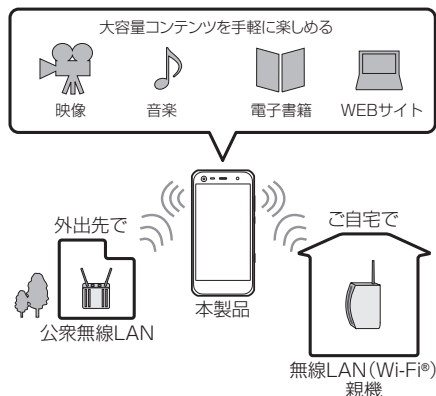 大容量コンテンツを手軽に楽しめる
映像
音楽
電子書籍
WEBサイト
外出先で
ご自宅で
本製品
公衆無線LAN
無線LAN(Wi-Fi®)
親機